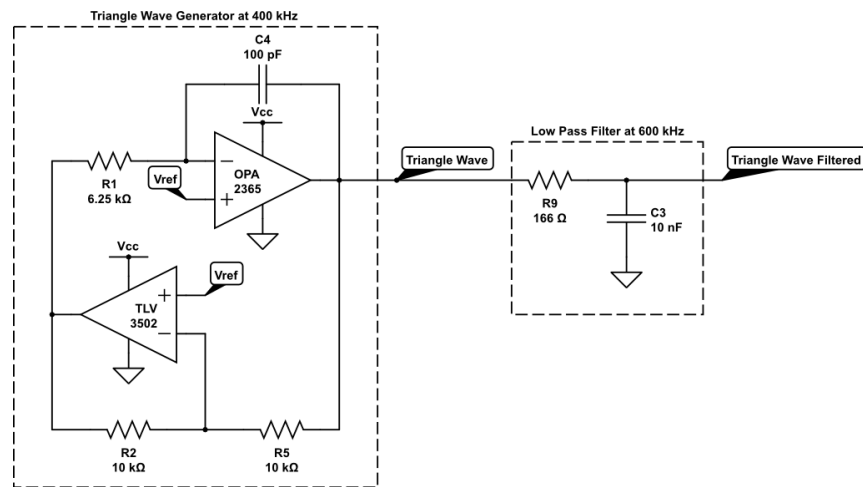 Triangle Wave Generator at 400 kHz
C4
100 pF
Vcc
R1
6.25 kΩ
Vref
−
+
OPA
2365
Vcc
Vref
+
−
TLV
3502
R2
10 kΩ
R5
10 kΩ
Triangle Wave
Low Pass Filter at 600 kHz
R9
166 Ω
C3
10 nF
Triangle Wave Filtered